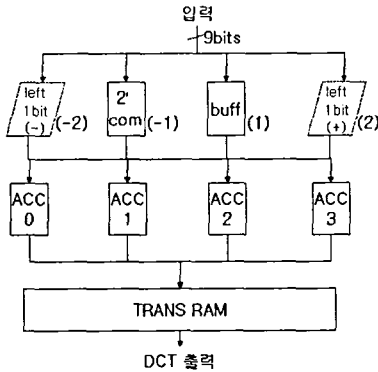 입력
9bits
left 1bit (-) (-2)
2' com (-1)
buff (1)
left 1bit (+) (2)
ACC 0
ACC 1
ACC 2
ACC 3
TRANS RAM
DCT 출력